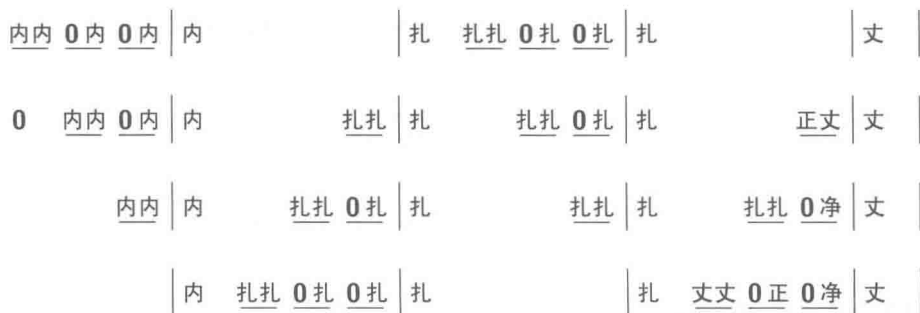 内内 0内 0内 | 内 | 扎 扎扎 0扎 0扎 | 扎 | 丈 |
0 内内 0内 | 内 扎扎 | 扎 扎扎 0扎 | 扎 正丈 | 丈 |
内内 | 内 扎扎 0扎 | 扎 扎扎 | 扎 扎扎 0净 | 丈 |
| 内 扎扎 0扎 0扎 | 扎 | 扎 丈丈 0正 0净 | 丈 |